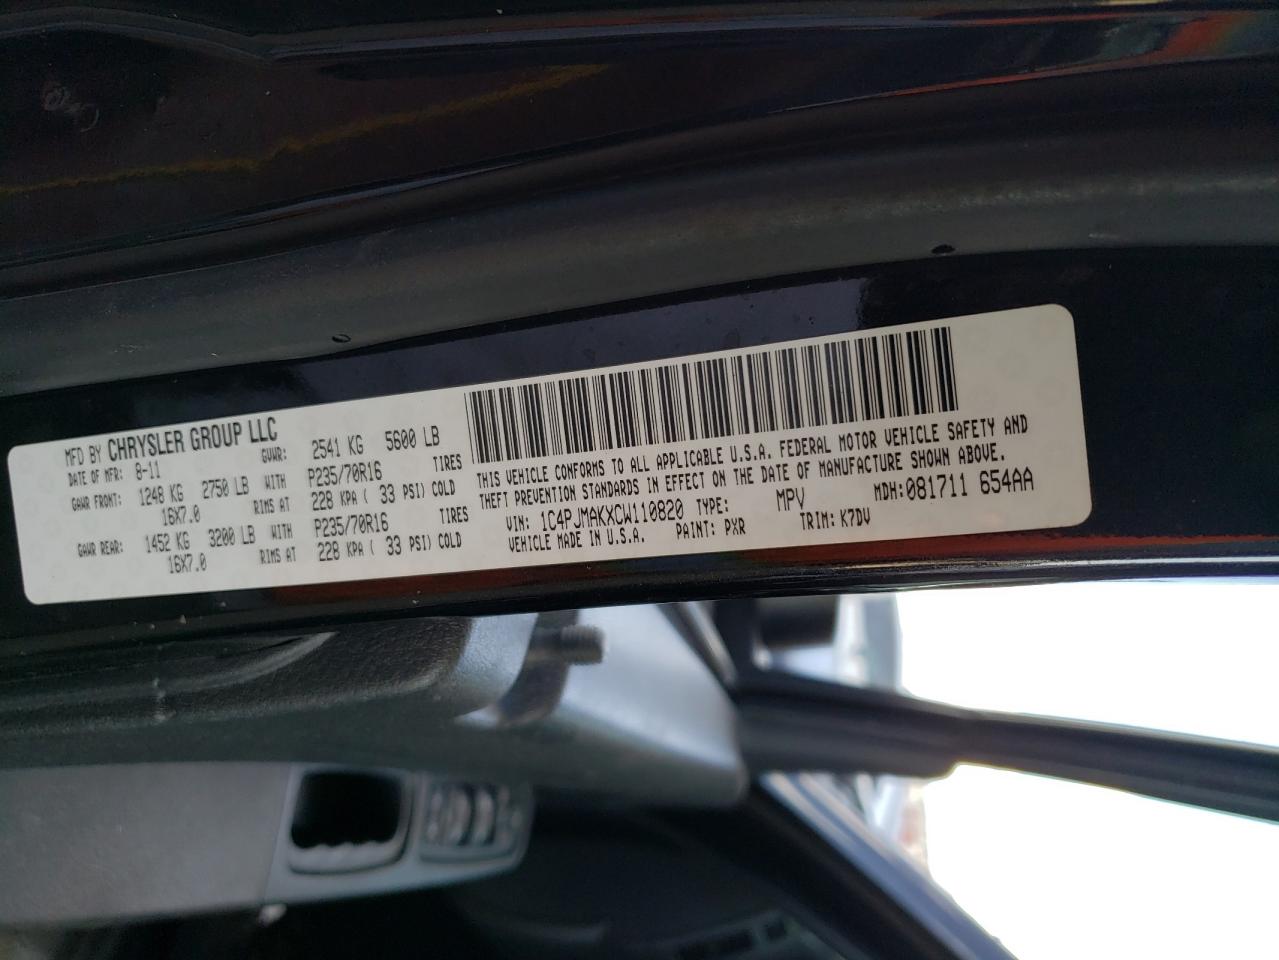 MFD BY CHRYSLER GROUP LLC
DATE OF MFR: 8-11 GVWR: 2541 KG 5600 LB
GAWR FRONT: 1248 KG 2750 LB WITH P235/70R16 TIRES
16X7.0 RIMS AT 228 KPA ( 33 PSI) COLD
GAWR REAR: 1452 KG 3200 LB WITH P235/70R16 TIRES
16X7.0 RIMS AT 228 KPA ( 33 PSI) COLD
THIS VEHICLE CONFORMS TO ALL APPLICABLE U.S.A. FEDERAL MOTOR VEHICLE SAFETY AND
THEFT PREVENTION STANDARDS IN EFFECT ON THE DATE OF MANUFACTURE SHOWN ABOVE.
VIN: 1C4PJMAKXCW110820 TYPE: MPV MDH:081711 654AA
VEHICLE MADE IN U.S.A. PAINT: PXR TRIM: K7DV